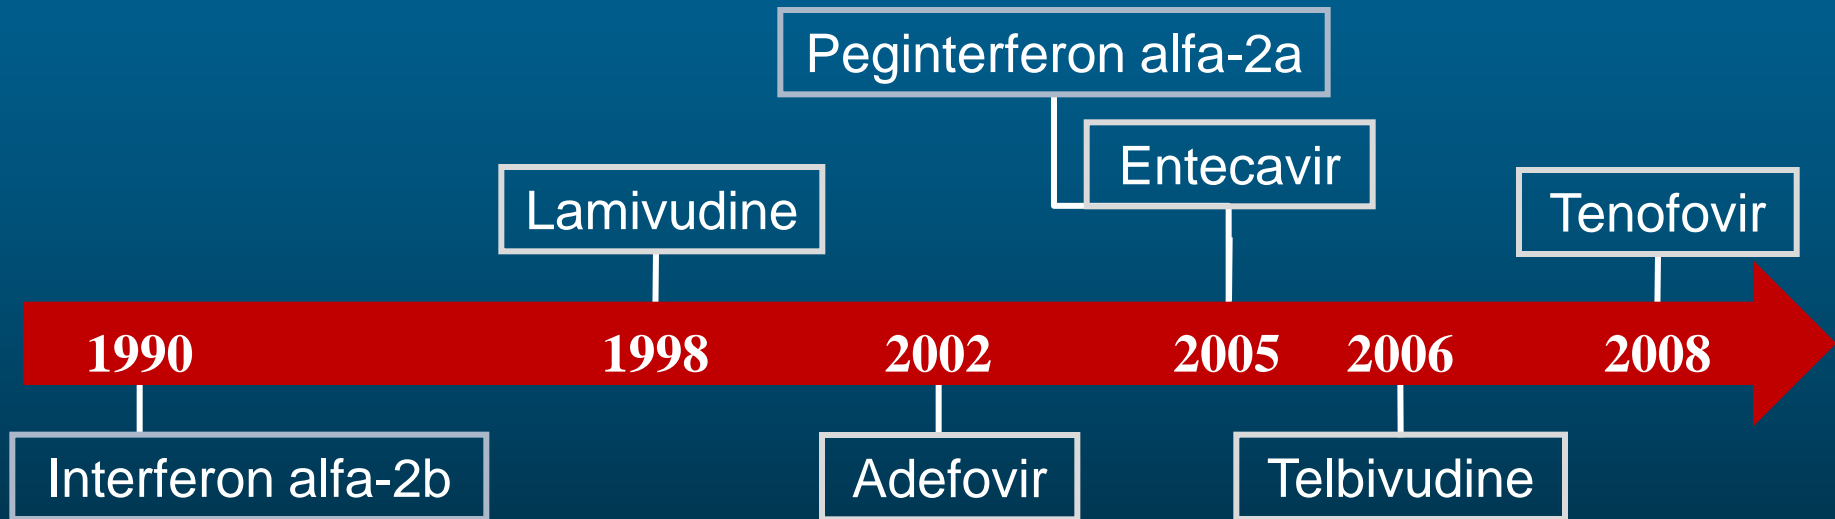 Peginterferon alfa-2a
Entecavir
Lamivudine
Tenofovir
1990 1998 2002 2005 2006 2008
Interferon alfa-2b
Adefovir
Telbivudine